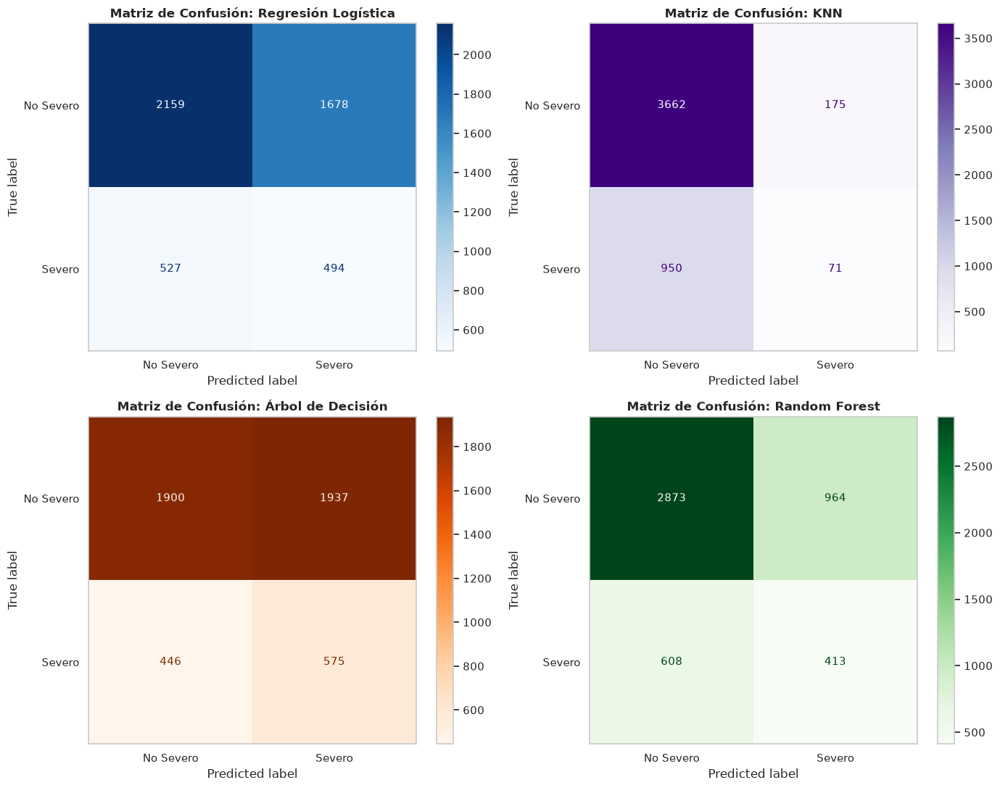 Matriz de Confusión: Regresión Logística
No Severo
Severo
True label
2159
1678
527
494
No Severo
Severo
Predicted label
2000
1800
1600
1400
1200
1000
800
600
Matriz de Confusión: KNN
No Severo
Severo
True label
3662
175
950
71
No Severo
Severo
Predicted label
3500
3000
2500
2000
1500
1000
500
Matriz de Confusión: Árbol de Decisión
No Severo
Severo
True label
1900
1937
446
575
No Severo
Severo
Predicted label
1800
1600
1400
1200
1000
800
600
Matriz de Confusión: Random Forest
No Severo
Severo
True label
2873
964
608
413
No Severo
Severo
Predicted label
2500
2000
1500
1000
500